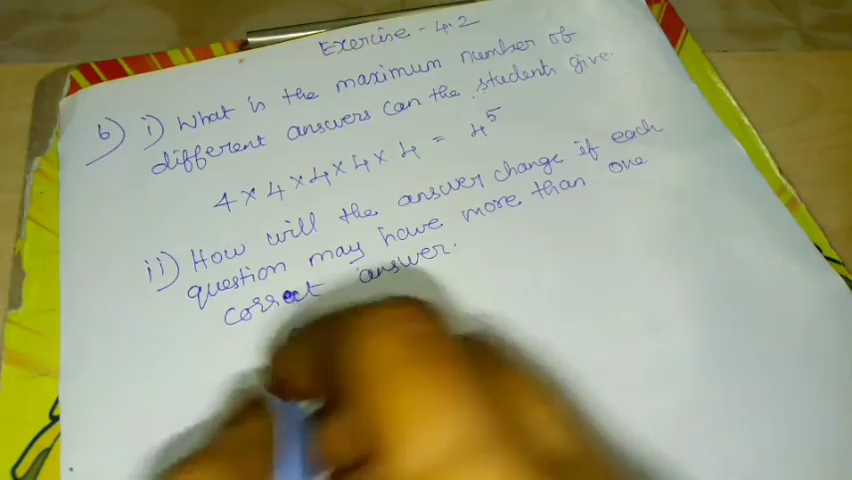 Exercise - 4.2
6) i) What is the maximum number of
different answers can the students give.
4 × 4 × 4 × 4 × 4 = 4⁵
ii) How will the answer change if each
question may have more than one
correct answer.